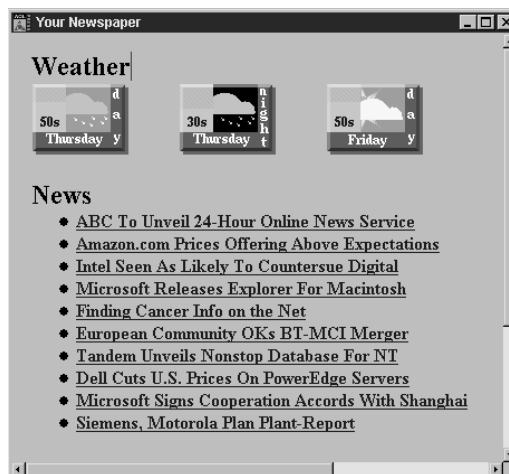 AOL
Your Newspaper
Weather
50s
day
Thursday
30s
night
Thursday
50s
day
Friday
News
ABC To Unveil 24-Hour Online News Service
Amazon.com Prices Offering Above Expectations
Intel Seen As Likely To Countersue Digital
Microsoft Releases Explorer For Macintosh
Finding Cancer Info on the Net
European Community OKs BT-MCI Merger
Tandem Unveils Nonstop Database For NT
Dell Cuts U.S. Prices On PowerEdge Servers
Microsoft Signs Cooperation Accords With Shanghai
Siemens, Motorola Plan Plant-Report